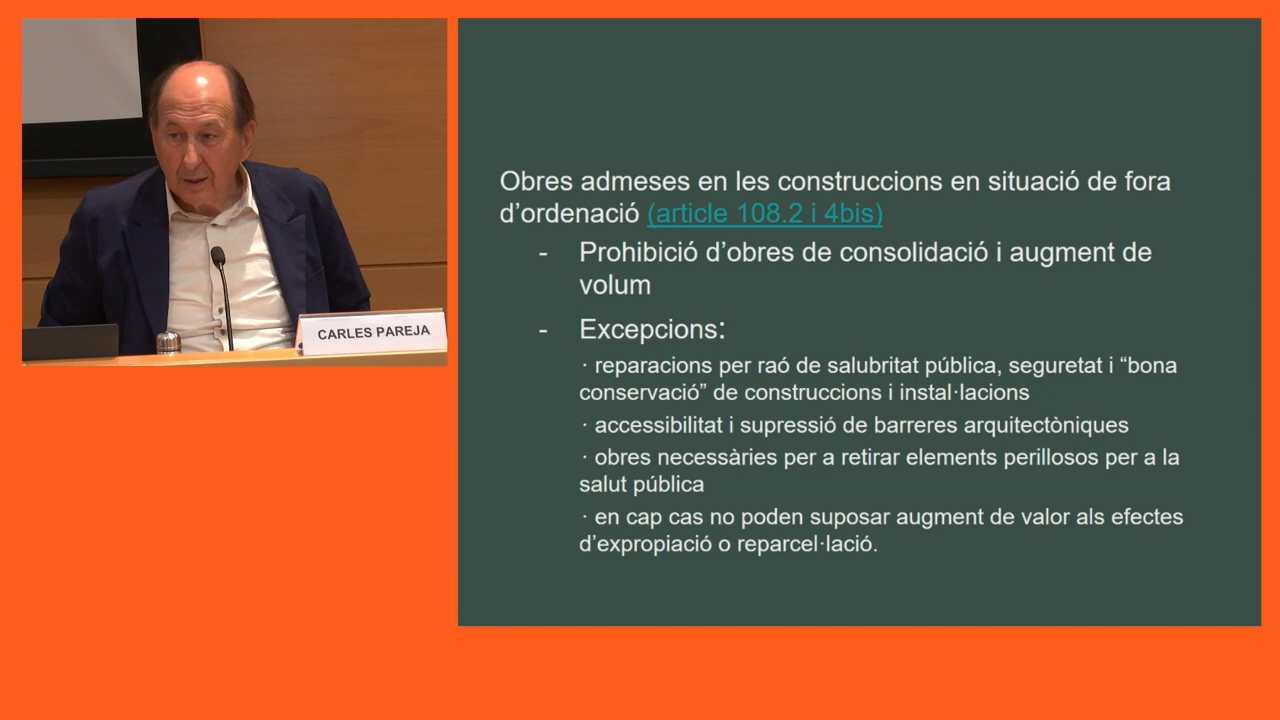 CARLES PAREJA
Obres admeses en les construccions en situació de fora
d’ordenació (article 108.2 i 4bis)
- Prohibició d’obres de consolidació i augment de
volum
- Excepcions:
· reparacions per raó de salubritat pública, seguretat i “bona
conservació” de construccions i instal·lacions
· accessibilitat i supressió de barreres arquitectòniques
· obres necessàries per a retirar elements perillosos per a la
salut pública
· en cap cas no poden suposar augment de valor als efectes
d’expropiació o reparcel·lació.